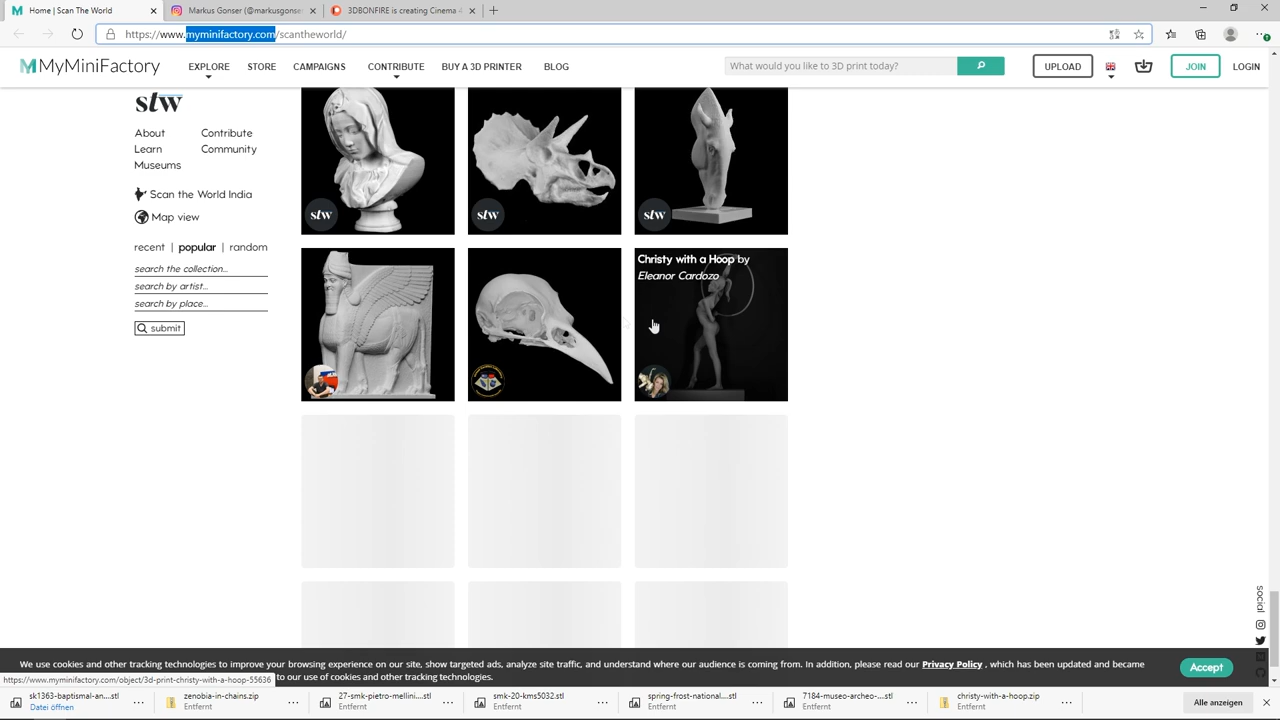 Home | Scan The World
Markus Gonser (@markusgonse
3DBONFIRE is creating Cinema 4
https://www.myminifactory.com/scantheworld/
MyMiniFactory
EXPLORE
STORE
CAMPAIGNS
CONTRIBUTE
BUY A 3D PRINTER
BLOG
What would you like to 3D print today?
UPLOAD
JOIN
LOGIN
stw
About
Contribute
Learn
Community
Museums
Scan the World India
Map view
recent | popular | random
search the collection...
search by artist...
search by place...
submit
stw
stw
stw
Christy with a Hoop by
Eleanor Cardozo
social
We use cookies and other tracking technologies to improve your browsing experience on our site, show targeted ads, analyze site traffic, and understand where our audience is coming from. In addition, please read our Privacy Policy , which has been updated and became
to our use of cookies and other tracking technologies.
Accept
https://www.myminifactory.com/object/3d-print-christy-with-a-hoop-55636
sk1363-baptismal-an....stl
Datei öffnen
zenobia-in-chains.zip
Entfernt
27-smk-pietro-mellini....stl
Entfernt
smk-20-kms5032.stl
Entfernt
spring-frost-national....stl
Entfernt
7184-museo-archeo-....stl
Entfernt
christy-with-a-hoop.zip
Entfernt
Alle anzeigen